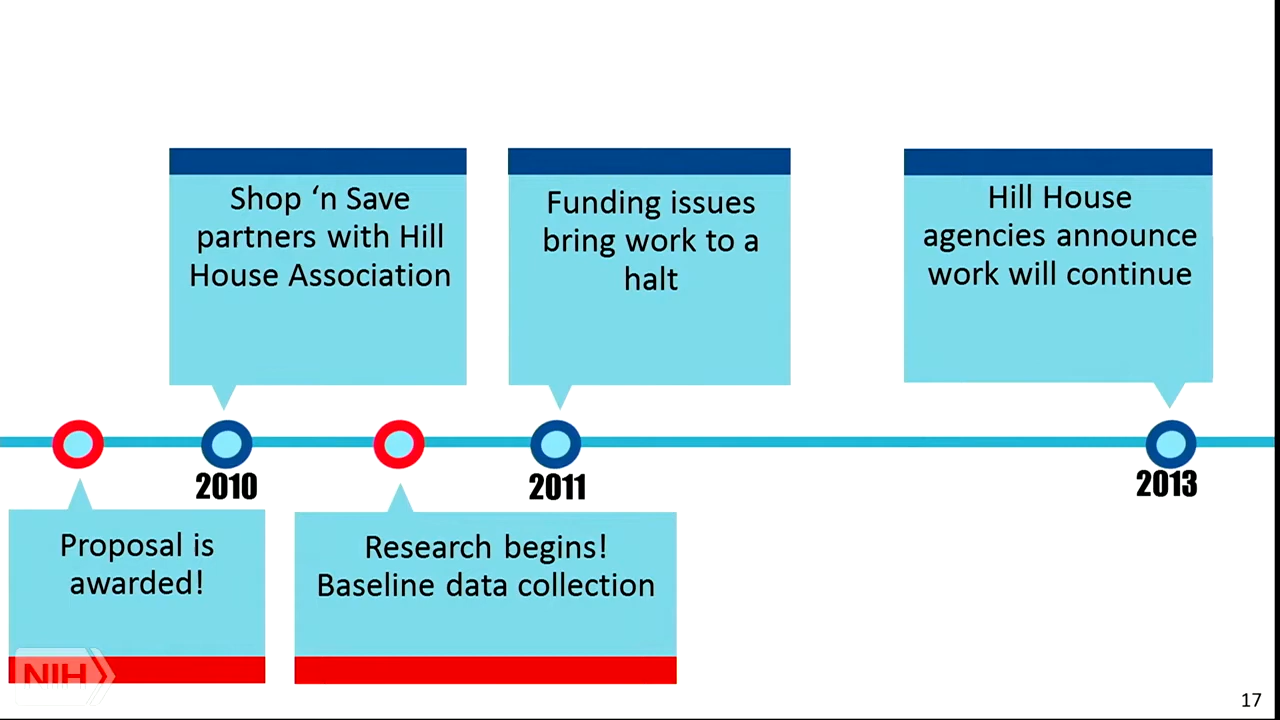 Shop ‘n Save
partners with Hill
House Association
Funding issues
bring work to a
halt
Hill House
agencies announce
work will continue
2010
2011
2013
Proposal is
awarded!
Research begins!
Baseline data collection
NIH
17